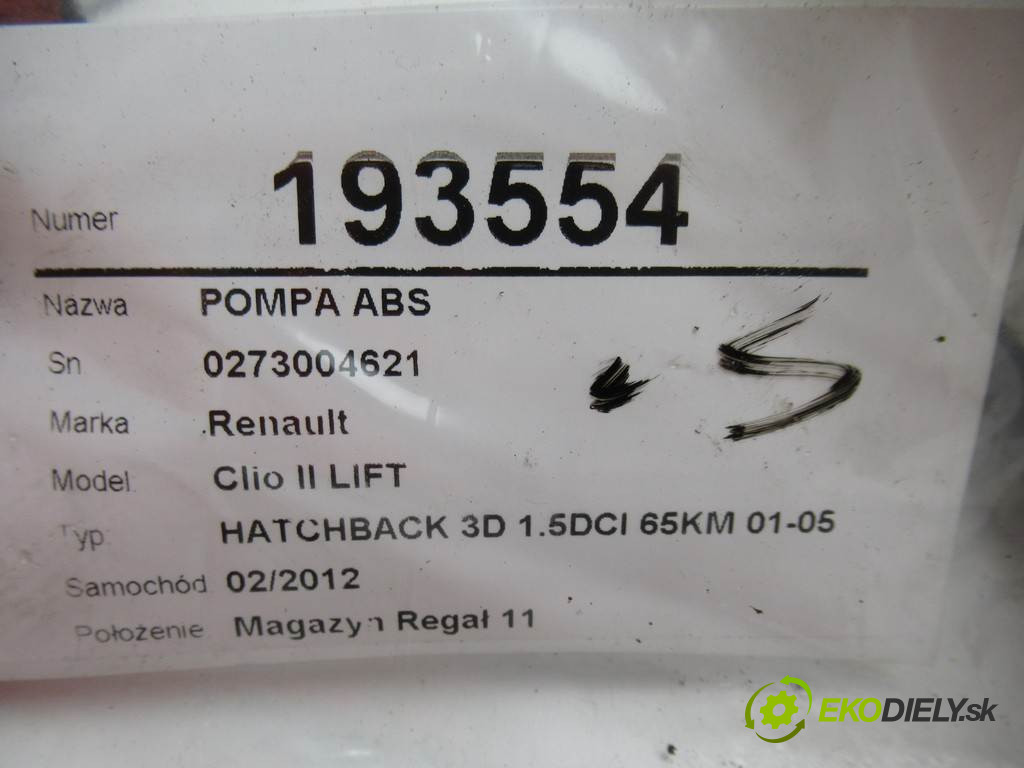 Numer 193554
Nazwa POMPA ABS
Sn 0273004621
Marka Renault
Model Clio II LIFT
Typ HATCHBACK 3D 1.5DCI 65KM 01-05
Samochód 02/2012
Położenie Magazyn Regał 11
EKODIELY.sk